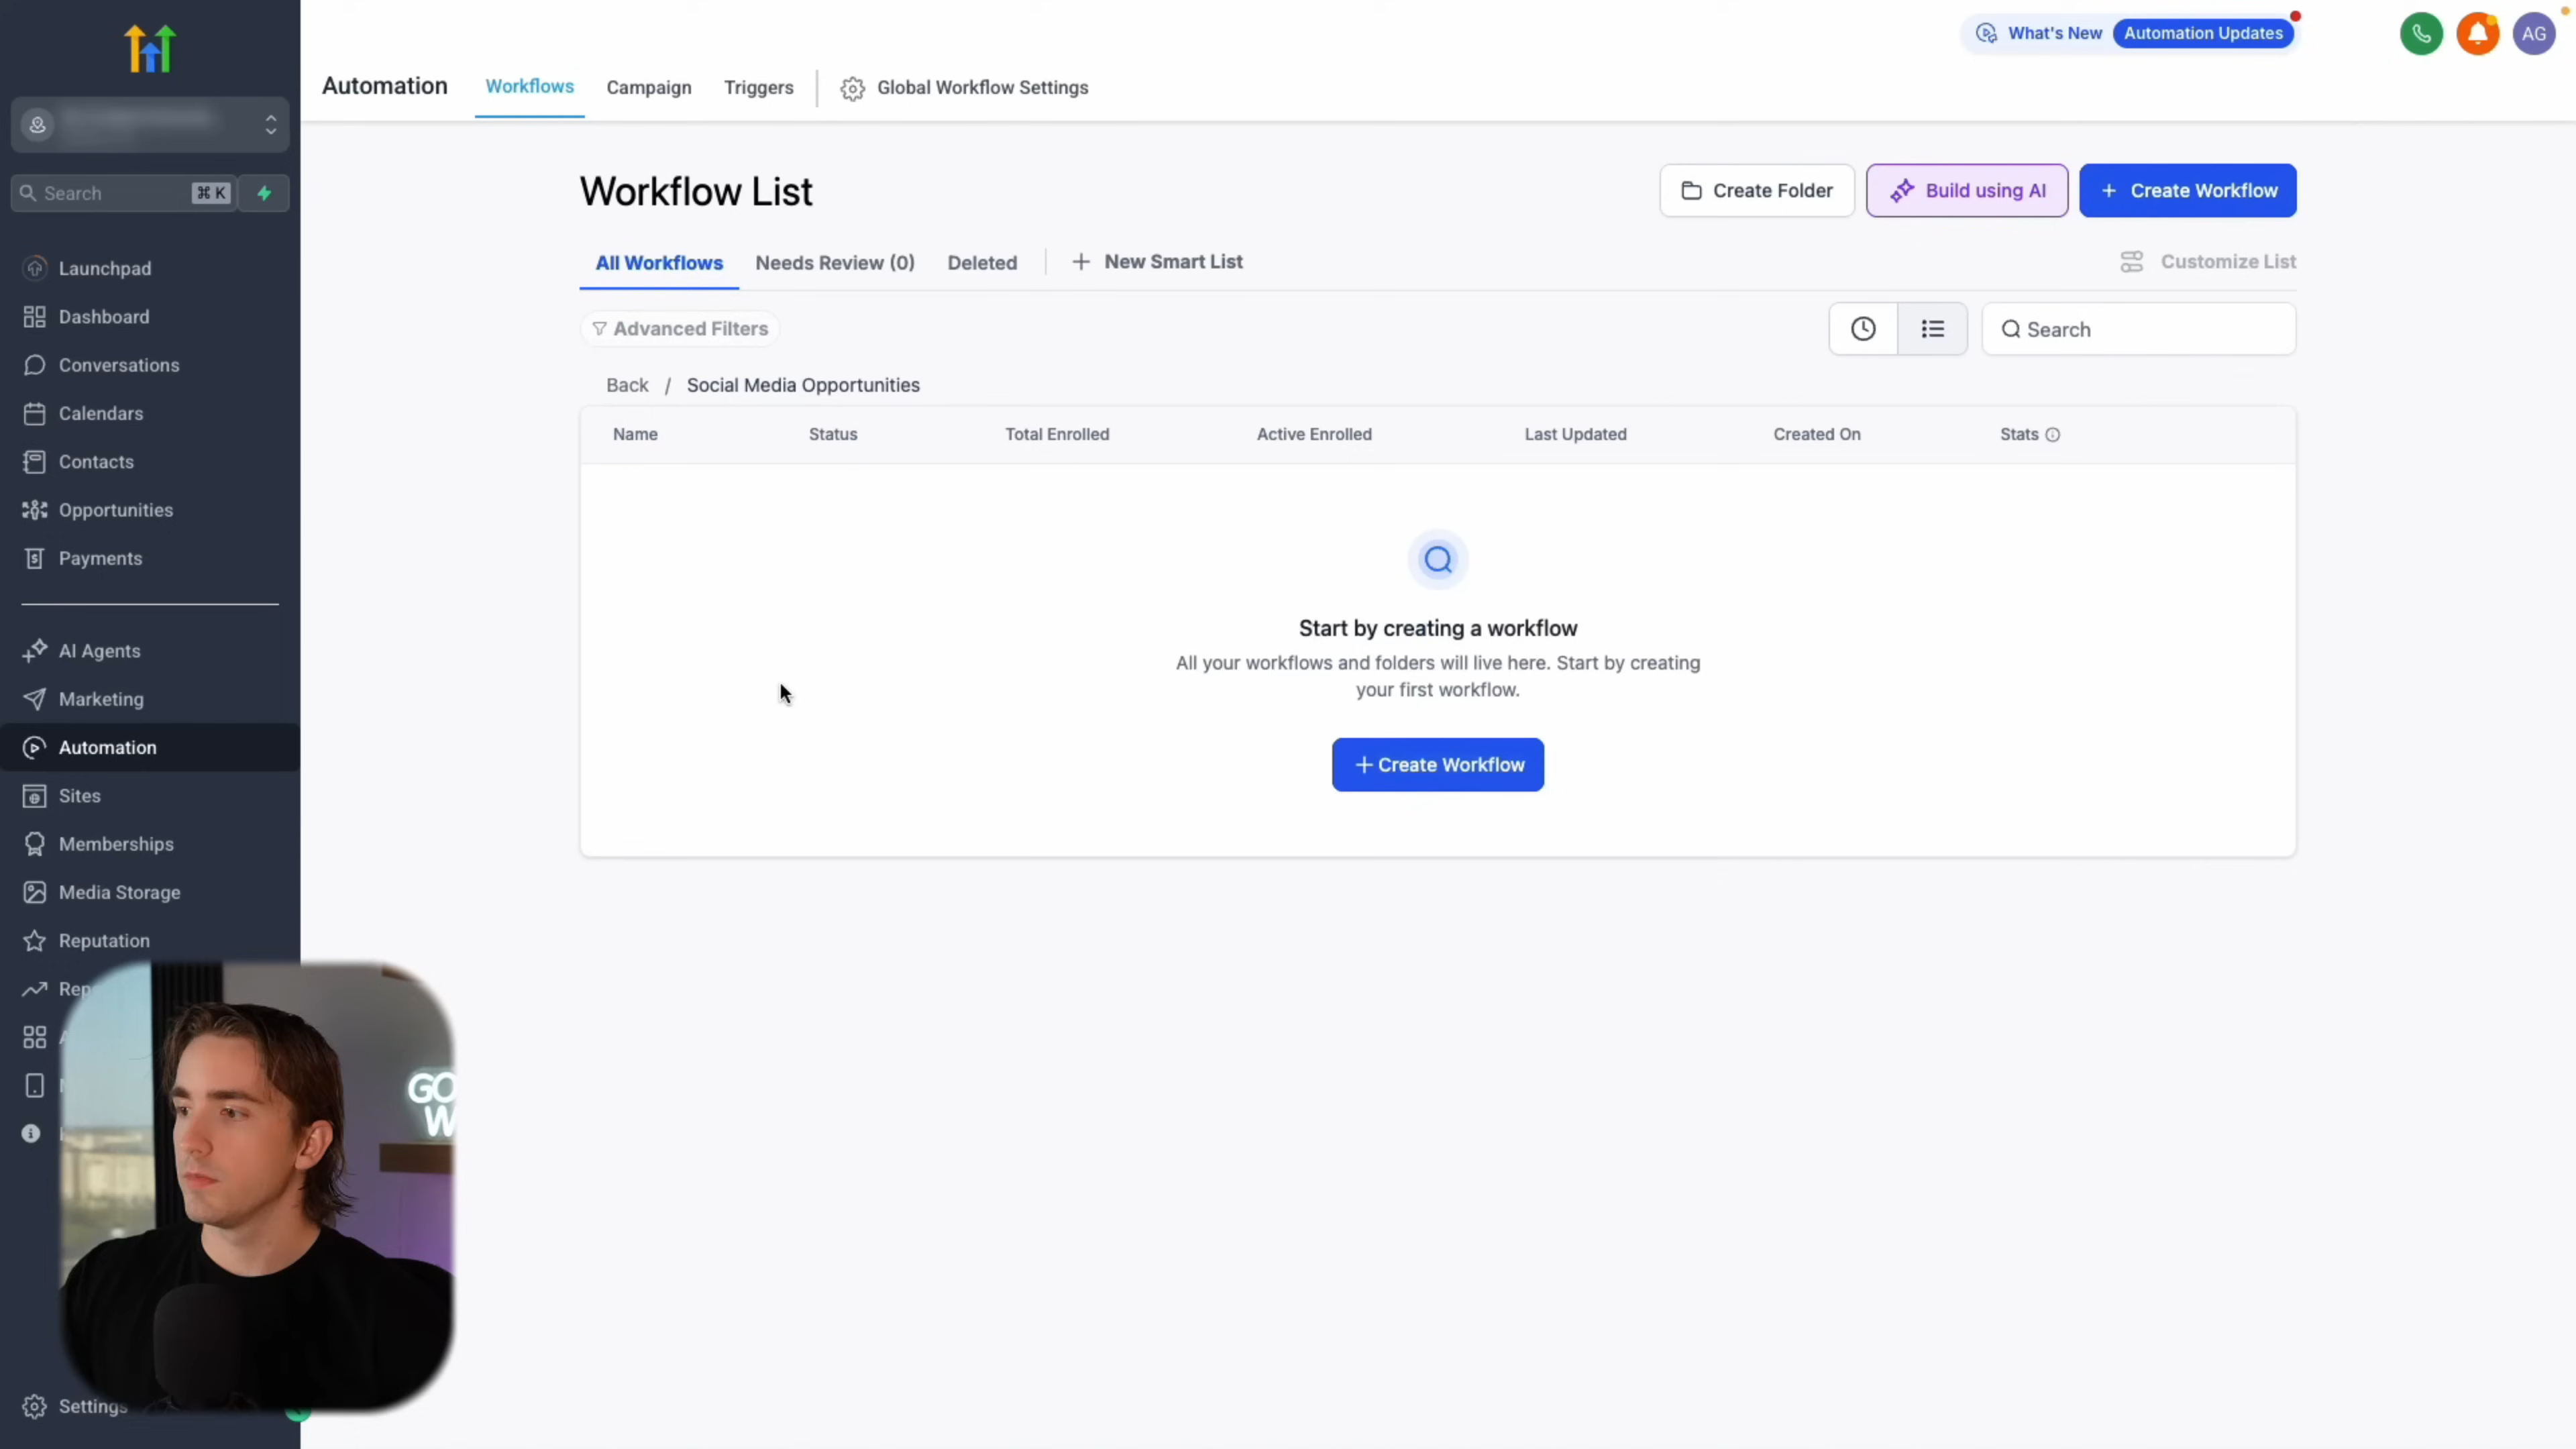 What's New
Automation Updates
AG
Automation
Workflows
Campaign
Triggers
Global Workflow Settings
Search
⌘ K
Launchpad
Dashboard
Conversations
Calendars
Contacts
Opportunities
Payments
AI Agents
Marketing
Automation
Sites
Memberships
Media Storage
Reputation
Settings
Workflow List
Create Folder
Build using AI
+ Create Workflow
All Workflows
Needs Review (0)
Deleted
+ New Smart List
Customize List
Advanced Filters
Search
Back / Social Media Opportunities
Name Status Total Enrolled Active Enrolled Last Updated Created On Stats
Start by creating a workflow
All your workflows and folders will live here. Start by creating
your first workflow.
+ Create Workflow